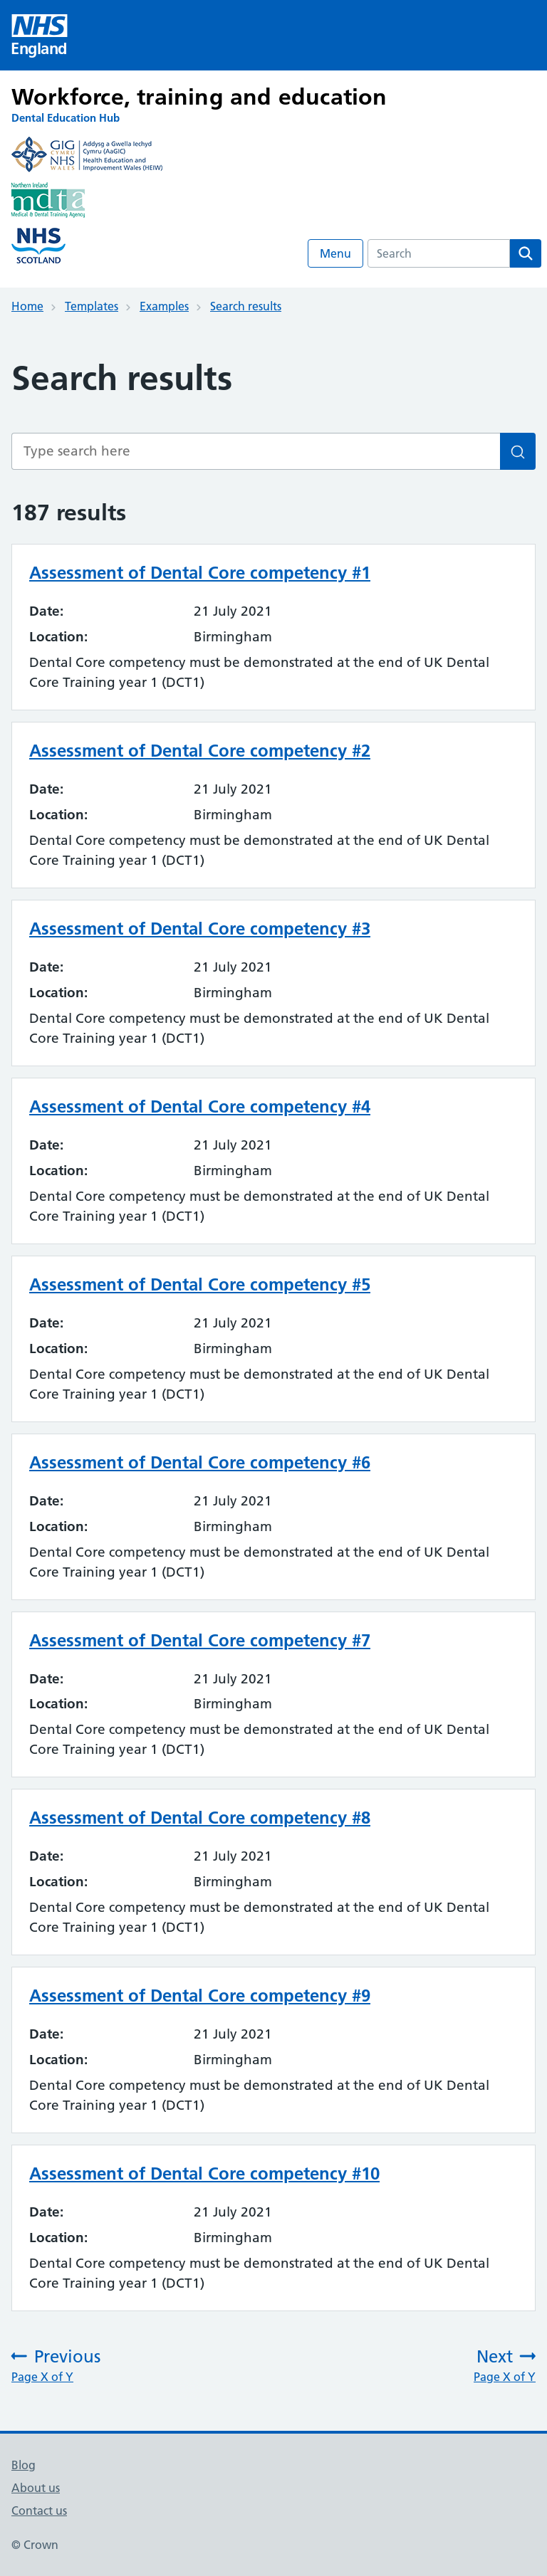 NHS
England
Workforce, training and education
Dental Education Hub
GIG
CYMRU
NHS
WALES
Addysg a Gwella Iechyd
Cymru (AaGIC)
Health Education and
Improvement Wales (HEIW)
Northern Ireland
mdta
Medical & Dental Training Agency
NHS
SCOTLAND
Menu
Search
Home
Templates
Examples
Search results
Search results
Type search here
187 results
Assessment of Dental Core competency #1
Date: 21 July 2021
Location: Birmingham
Dental Core competency must be demonstrated at the end of UK Dental
Core Training year 1 (DCT1)
Assessment of Dental Core competency #2
Date: 21 July 2021
Location: Birmingham
Dental Core competency must be demonstrated at the end of UK Dental
Core Training year 1 (DCT1)
Assessment of Dental Core competency #3
Date: 21 July 2021
Location: Birmingham
Dental Core competency must be demonstrated at the end of UK Dental
Core Training year 1 (DCT1)
Assessment of Dental Core competency #4
Date: 21 July 2021
Location: Birmingham
Dental Core competency must be demonstrated at the end of UK Dental
Core Training year 1 (DCT1)
Assessment of Dental Core competency #5
Date: 21 July 2021
Location: Birmingham
Dental Core competency must be demonstrated at the end of UK Dental
Core Training year 1 (DCT1)
Assessment of Dental Core competency #6
Date: 21 July 2021
Location: Birmingham
Dental Core competency must be demonstrated at the end of UK Dental
Core Training year 1 (DCT1)
Assessment of Dental Core competency #7
Date: 21 July 2021
Location: Birmingham
Dental Core competency must be demonstrated at the end of UK Dental
Core Training year 1 (DCT1)
Assessment of Dental Core competency #8
Date: 21 July 2021
Location: Birmingham
Dental Core competency must be demonstrated at the end of UK Dental
Core Training year 1 (DCT1)
Assessment of Dental Core competency #9
Date: 21 July 2021
Location: Birmingham
Dental Core competency must be demonstrated at the end of UK Dental
Core Training year 1 (DCT1)
Assessment of Dental Core competency #10
Date: 21 July 2021
Location: Birmingham
Dental Core competency must be demonstrated at the end of UK Dental
Core Training year 1 (DCT1)
Previous
Page X of Y
Next
Page X of Y
Blog
About us
Contact us
© Crown